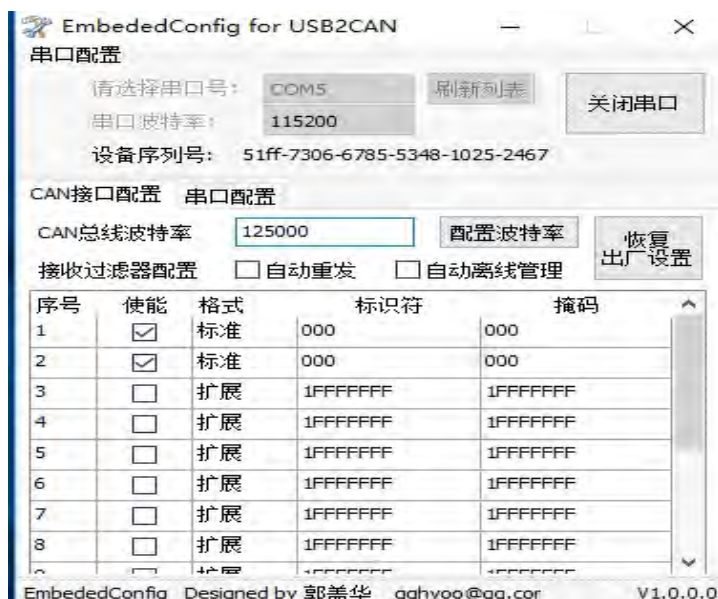 EmbededConfig for USB2CAN
串口配置
请选择串口号: COM5 刷新列表 关闭串口
串口波特率: 115200
设备序列号: 51ff-7306-6785-5348-1025-2467
CAN接口配置 串口配置
CAN总线波特率 125000 配置波特率 恢复
出厂设置
接收过滤器配置 自动重发 自动离线管理
序号 使能 格式 标识符 掩码
1 标准 000 000
2 标准 000 000
3 扩展 1FFFFFFF 1FFFFFFF
4 扩展 1FFFFFFF 1FFFFFFF
5 扩展 1FFFFFFF 1FFFFFFF
6 扩展 1FFFFFFF 1FFFFFFF
7 扩展 1FFFFFFF 1FFFFFFF
8 扩展 1FFFFFFF 1FFFFFFF
EmbededConfig Designed by 郭盖华 V1.0.0.0